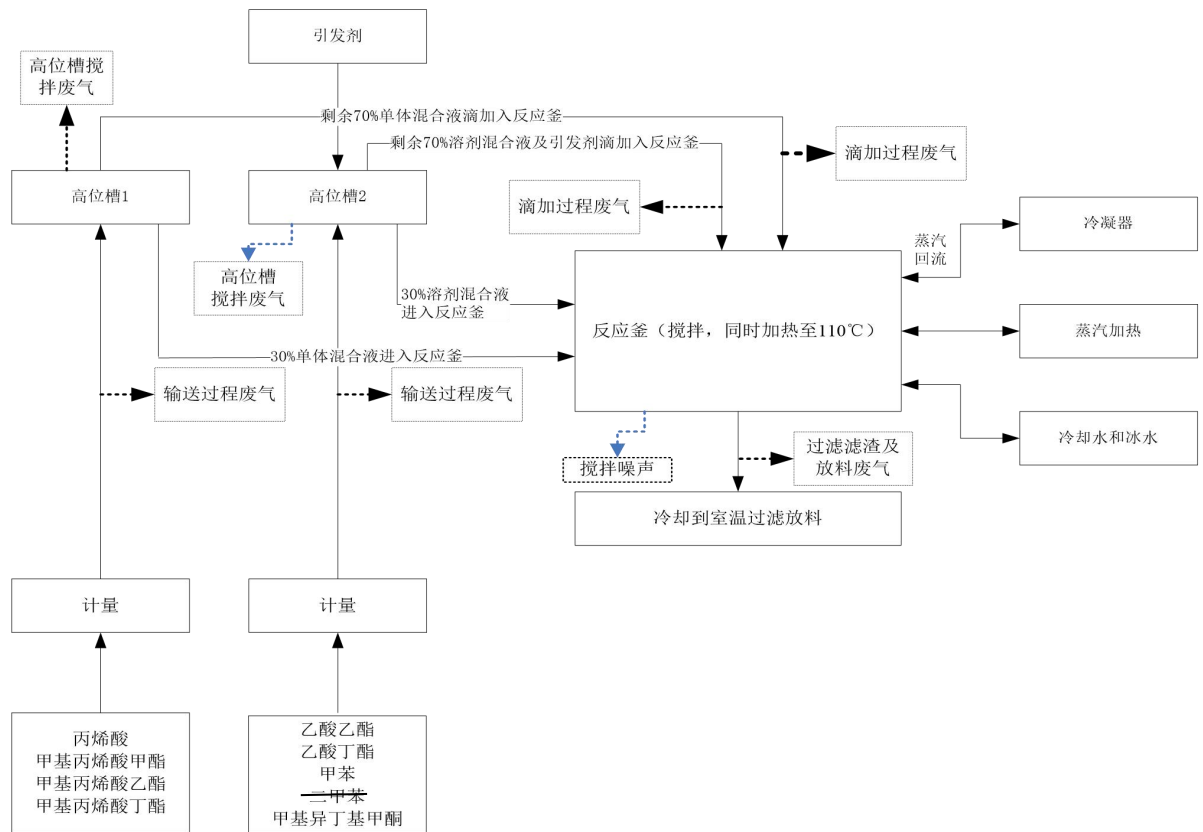 引发剂
高位槽搅
拌废气
剩余70%单体混合液滴加入反应釜
剩余70%溶剂混合液及引发剂滴加入反应釜
滴加过程废气
高位槽1
高位槽2
滴加过程废气
冷凝器
蒸汽
回流
高位槽
搅拌废气
30%溶剂混合液
进入反应釜
反应釜（搅拌，同时加热至110℃）
蒸汽加热
30%单体混合液进入反应釜
输送过程废气
输送过程废气
冷却水和冰水
搅拌噪声
过滤滤渣及
放料废气
冷却到室温过滤放料
计量
计量
丙烯酸
甲基丙烯酸甲酯
甲基丙烯酸乙酯
甲基丙烯酸丁酯
乙酸乙酯
乙酸丁酯
甲苯
二甲苯
甲基异丁基甲酮